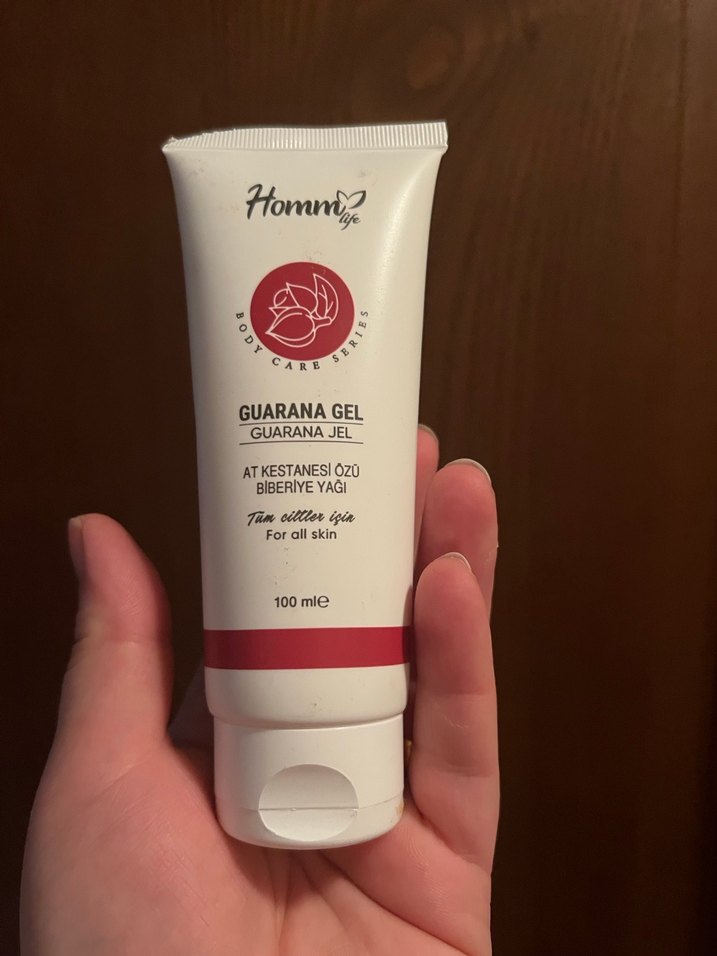 Homm
life
BODY CARE SERIES
GUARANA GEL
GUARANA JEL
AT KESTANESİ ÖZÜ
BİBERİYE YAĞI
Tüm ciltler için
For all skin
100 ml℮